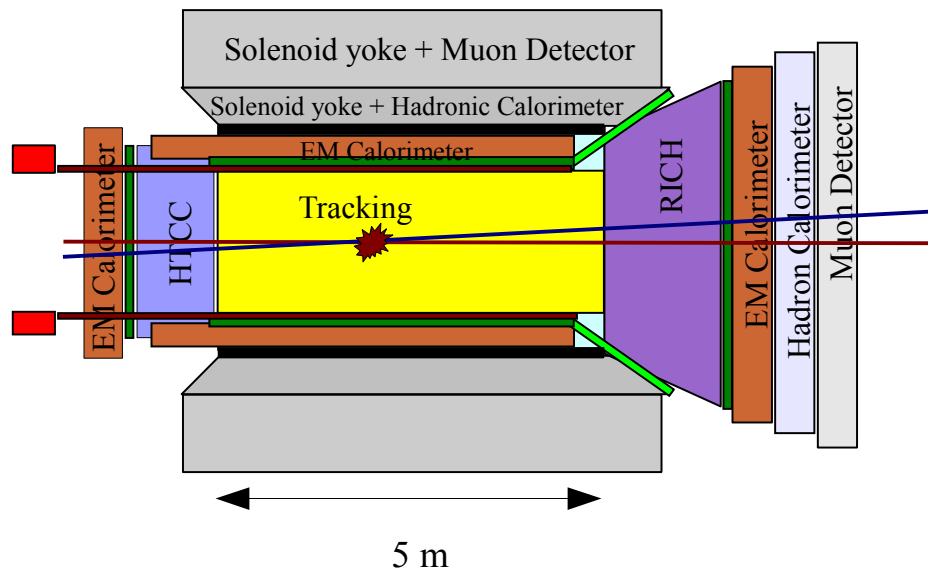 Solenoid yoke + Muon Detector
Solenoid yoke + Hadronic Calorimeter
EM Calorimeter
Tracking
EM Calorimeter
HTCC
RICH
EM Calorimeter
Hadron Calorimeter
Muon Detector
5 m